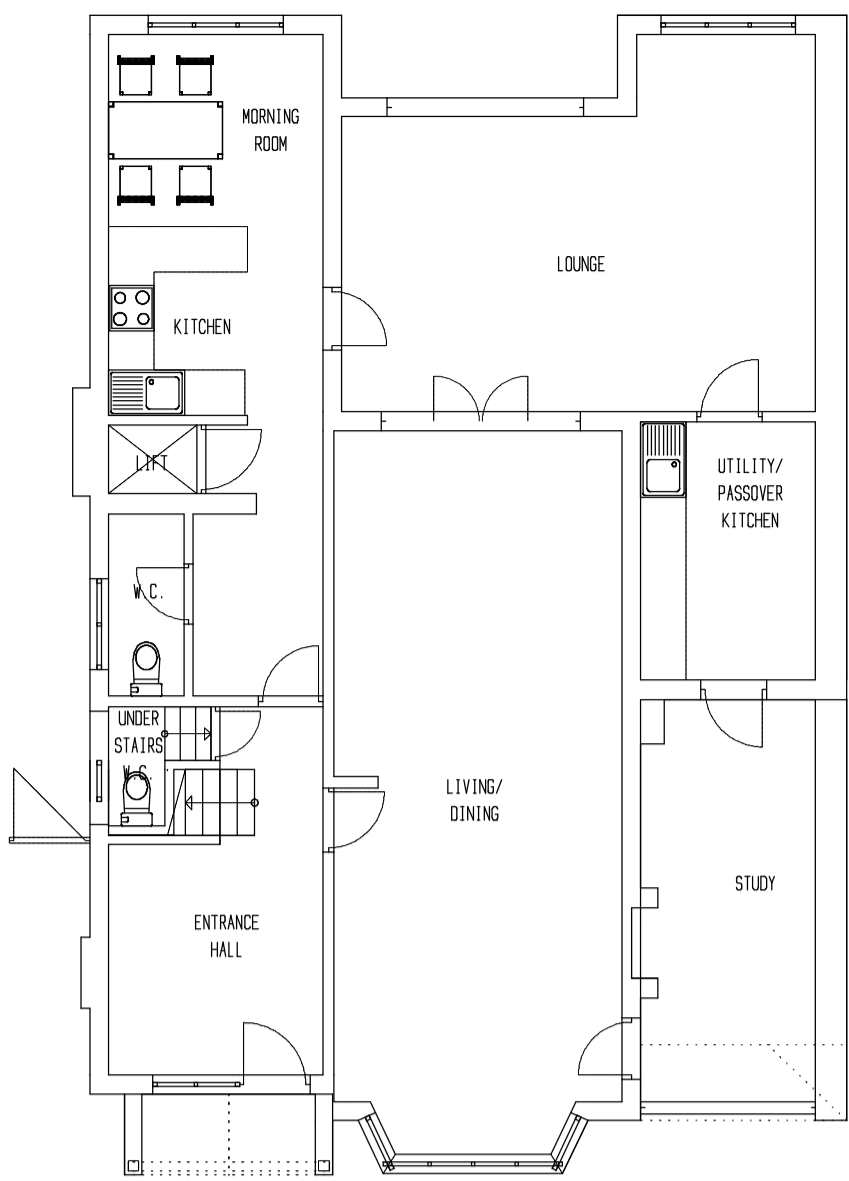 MORNING
ROOM
LOUNGE
KITCHEN
LIFT
UTILITY/
PASSOVER
KITCHEN
W.C.
UNDER
STAIRS
W.C.
LIVING/
DINING
STUDY
ENTRANCE
HALL